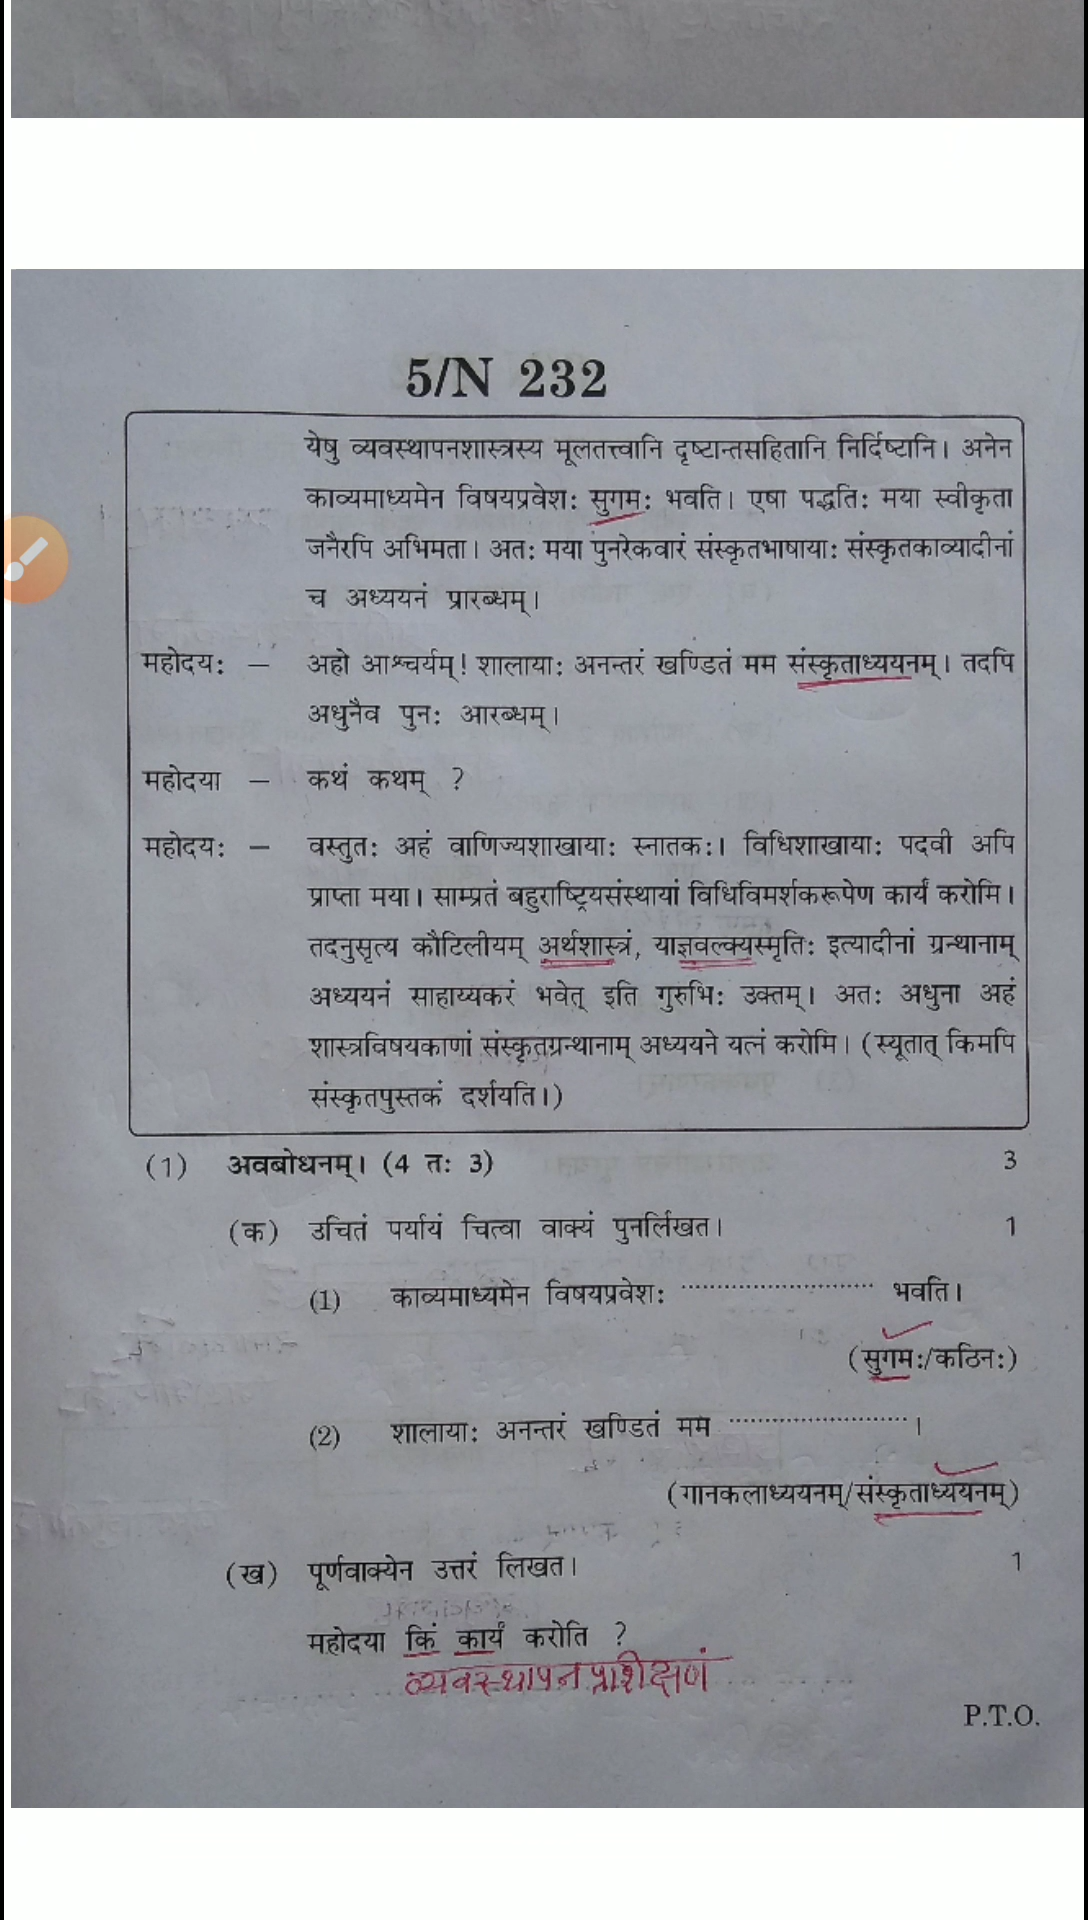 5/N 232
येषु व्यवस्थापनशास्त्रस्य मूलतत्त्वानि दृष्टान्तसहितानि निर्दिष्टानि। अनेन
काव्यमाध्यमेन विषयप्रवेशः सुगमः भवति। एषा पद्धतिः मया स्वीकृता
जनैरपि अभिमता। अतः मया पुनरेकवारं संस्कृतभाषायाः संस्कृतकाव्यादीनां
च अध्ययनं प्रारब्धम्।
महोदयः – अहो आश्चर्यम्! शालायाः अनन्तरं खण्डितं मम संस्कृताध्ययनम्। तदपि
अधुनैव पुनः आरब्धम्।
महोदया – कथं कथम् ?
महोदयः – वस्तुतः अहं वाणिज्यशाखायाः स्नातकः। विधिशाखायाः पदवी अपि
प्राप्ता मया। साम्प्रतं बहुराष्ट्रियसंस्थायां विधिविमर्शकरूपेण कार्यं करोमि।
तदनुसृत्य कौटिलीयम् अर्थशास्त्रं, याज्ञवल्क्यस्मृतिः इत्यादीनां ग्रन्थानाम्
अध्ययनं साहाय्यकरं भवेत् इति गुरुभिः उक्तम्। अतः अधुना अहं
शास्त्रविषयकाणां संस्कृतग्रन्थानाम् अध्ययने यत्नं करोमि। (स्यूतात् किमपि
संस्कृतपुस्तकं दर्शयति।)
(1) अवबोधनम्। (4 तः 3) 3
(क) उचितं पर्यायं चित्वा वाक्यं पुनर्लिखत। 1
(1) काव्यमाध्यमेन विषयप्रवेशः ........................ भवति।
(सुगमः/कठिनः)
(2) शालायाः अनन्तरं खण्डितं मम ........................ ।
(गानकलाध्ययनम्/संस्कृताध्ययनम्)
(ख) पूर्णवाक्येन उत्तरं लिखत। 1
महोदया किं कार्यं करोति ?
व्यवस्थापन प्रशिक्षणं
P.T.O.